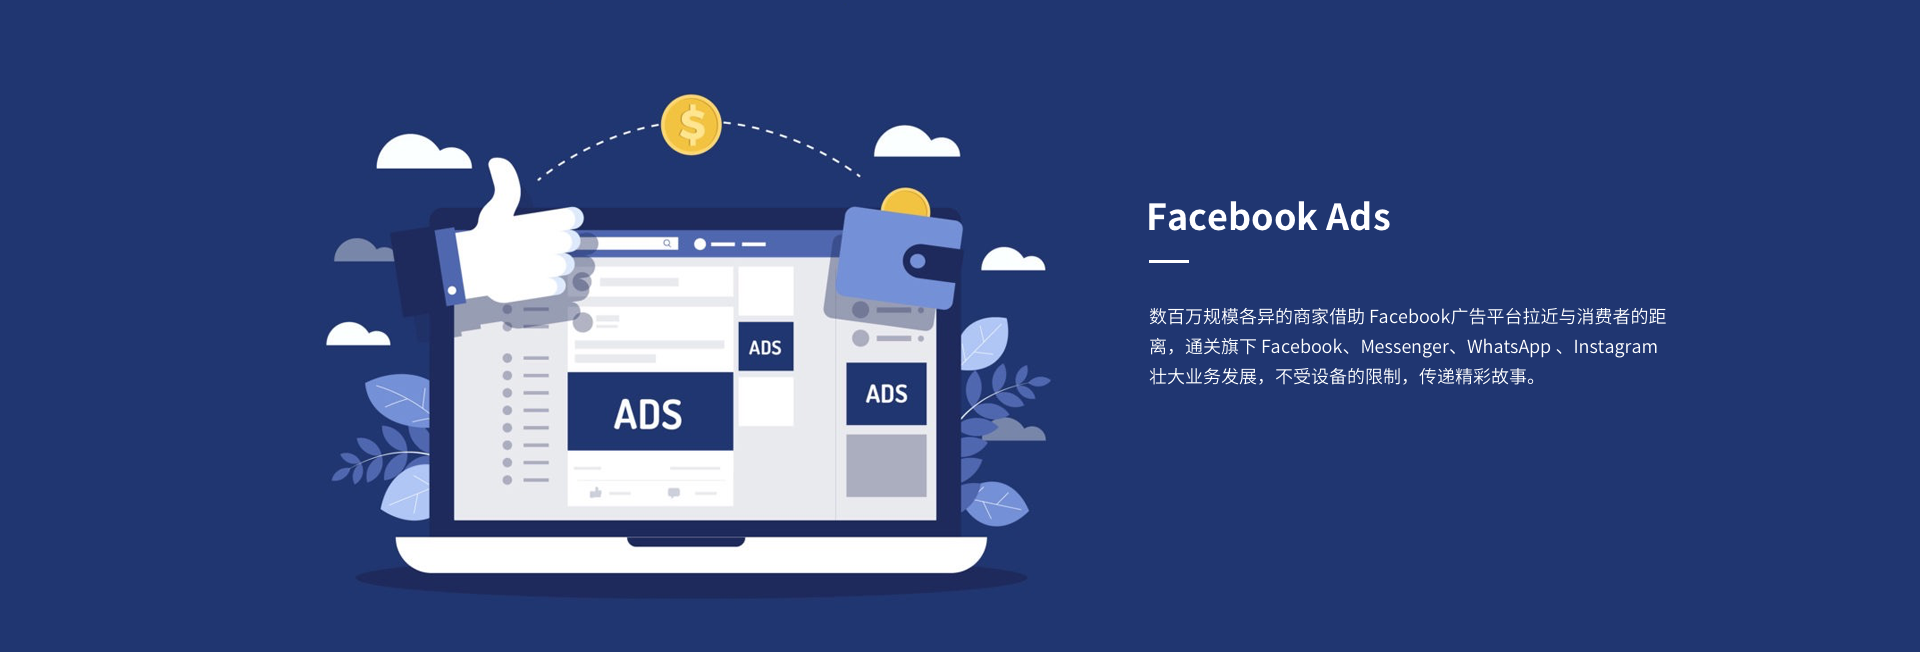 Facebook Ads
数百万规模各异的商家借助 Facebook广告平台拉近与消费者的距
离，通关旗下 Facebook、Messenger、WhatsApp 、Instagram
壮大业务发展，不受设备的限制，传递精彩故事。
ADS
ADS
ADS